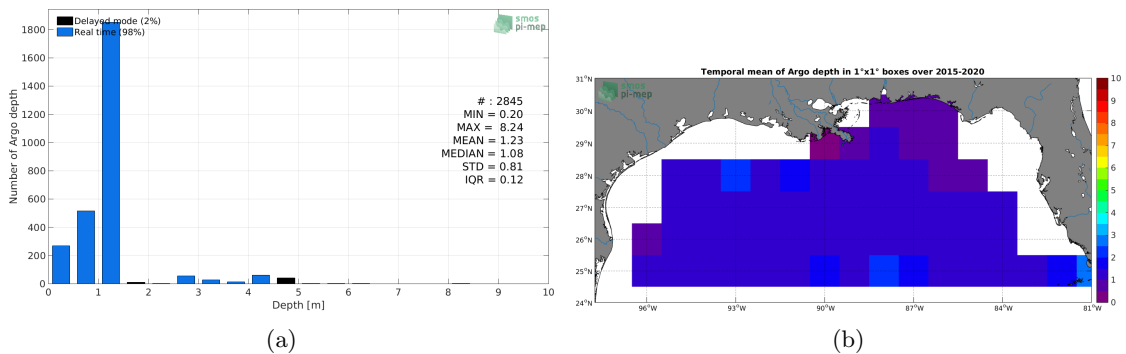 Delayed mode (2%)
Real time (98%)
smos
pi-mep
# : 2845
MIN = 0.20
MAX = 8.24
MEAN = 1.23
MEDIAN = 1.08
STD = 0.81
IQR = 0.12
Number of Argo depth
1800
1600
1400
1200
1000
800
600
400
200
0
0 1 2 3 4 5 6 7 8 9 10
Depth [m]
(a)
Temporal mean of Argo depth in 1°x1° boxes over 2015-2020
smos
pi-mep
31°N
30°N
29°N
28°N
27°N
26°N
25°N
24°N
96°W 93°W 90°W 87°W 84°W 81°W
10
9
8
7
6
5
4
3
2
1
0
(b)